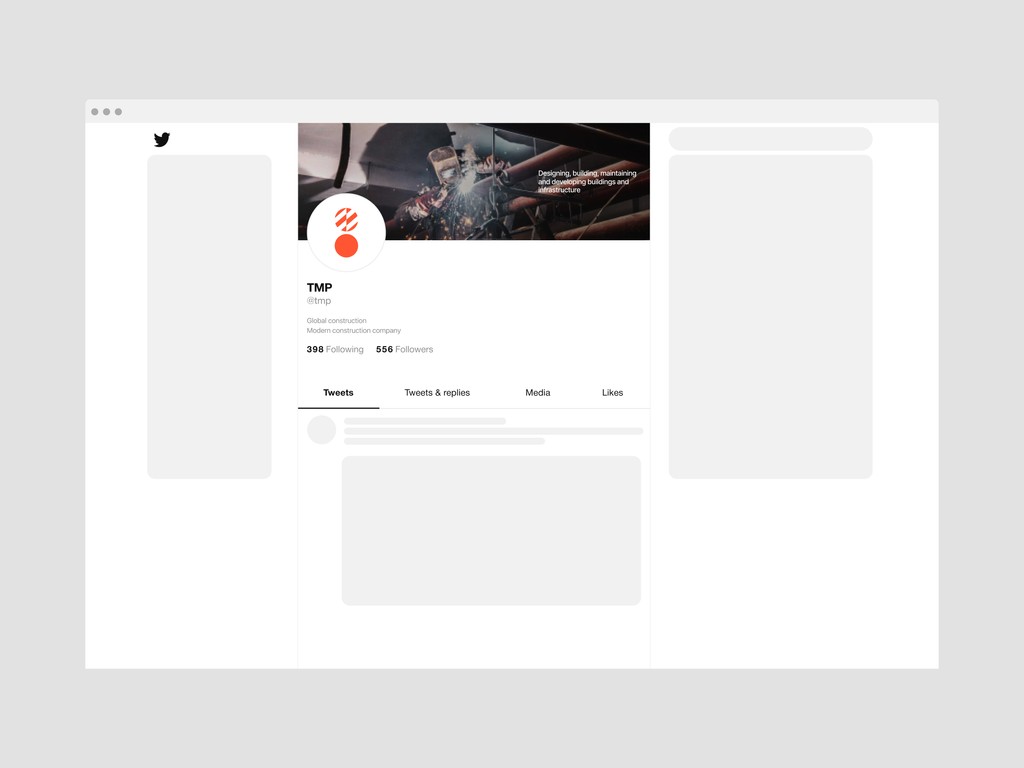 Designing, building, maintaining
and developing buildings and
infrastructure
TMP
@tmp
Global construction
Modern construction company
398 Following 556 Followers
Tweets Tweets & replies Media Likes